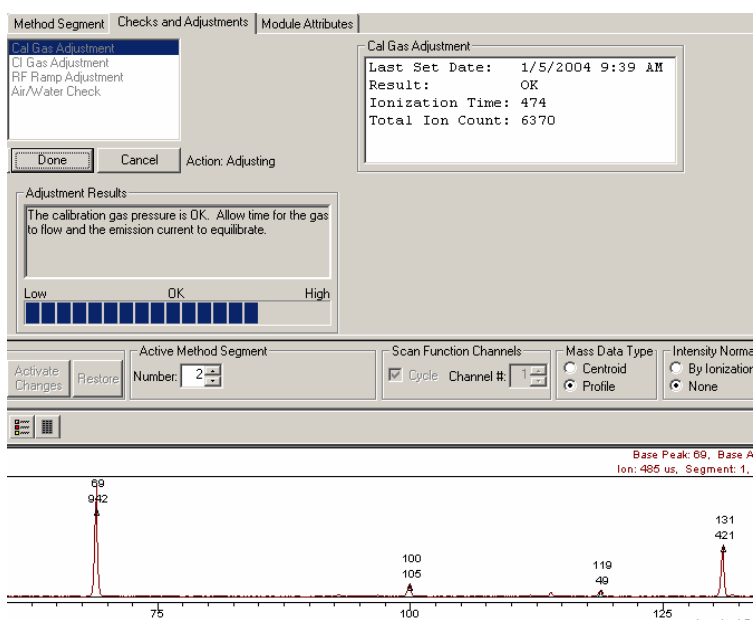 Method Segment Checks and Adjustments Module Attributes
Cal Gas Adjustment
CI Gas Adjustment
RF Ramp Adjustment
Air/Water Check
Done Cancel Action: Adjusting
Cal Gas Adjustment
Last Set Date: 1/5/2004 9:39 AM
Result: OK
Ionization Time: 474
Total Ion Count: 6370
Adjustment Results
The calibration gas pressure is OK. Allow time for the gas
to flow and the emission current to equilibrate.
Low OK High
Activate
Changes
Restore
Active Method Segment
Number: 2
Scan Function Channels
Cycle Channel #: 1
Mass Data Type
Centroid
Profile
Intensity Norma
By Ionization
None
Base Peak: 69, Base A
Ion: 485 us, Segment: 1,
69
942
100
105
119
49
131
421
75 100 125